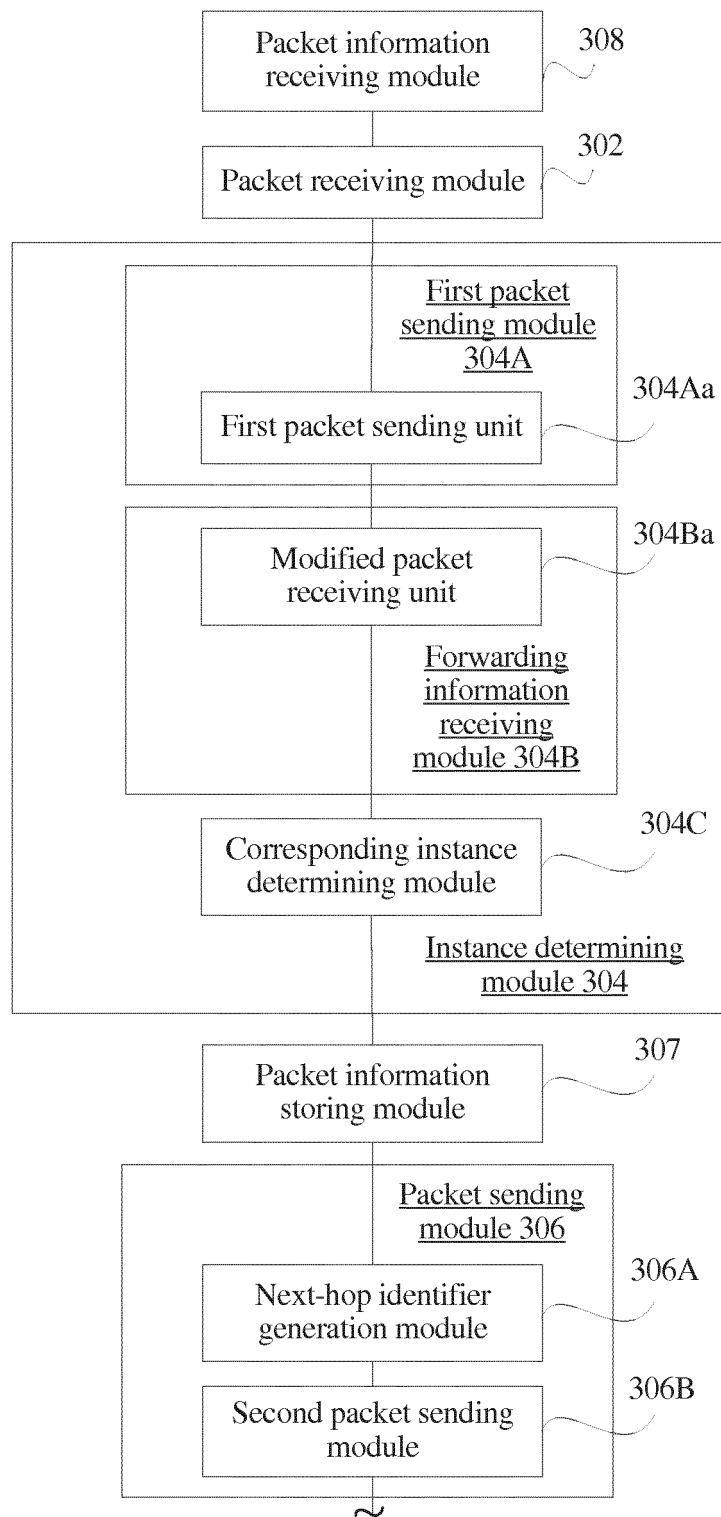 Packet information
receiving module
308
302
Packet receiving module
First packet
sending module
304A
304Aa
First packet sending unit
304Ba
Modified packet
receiving unit
Forwarding
information
receiving
module 304B
304C
Corresponding instance
determining module
Instance determining
module 304
307
Packet information
storing module
Packet sending
module 306
306A
Next-hop identifier
generation module
306B
Second packet sending
module
~